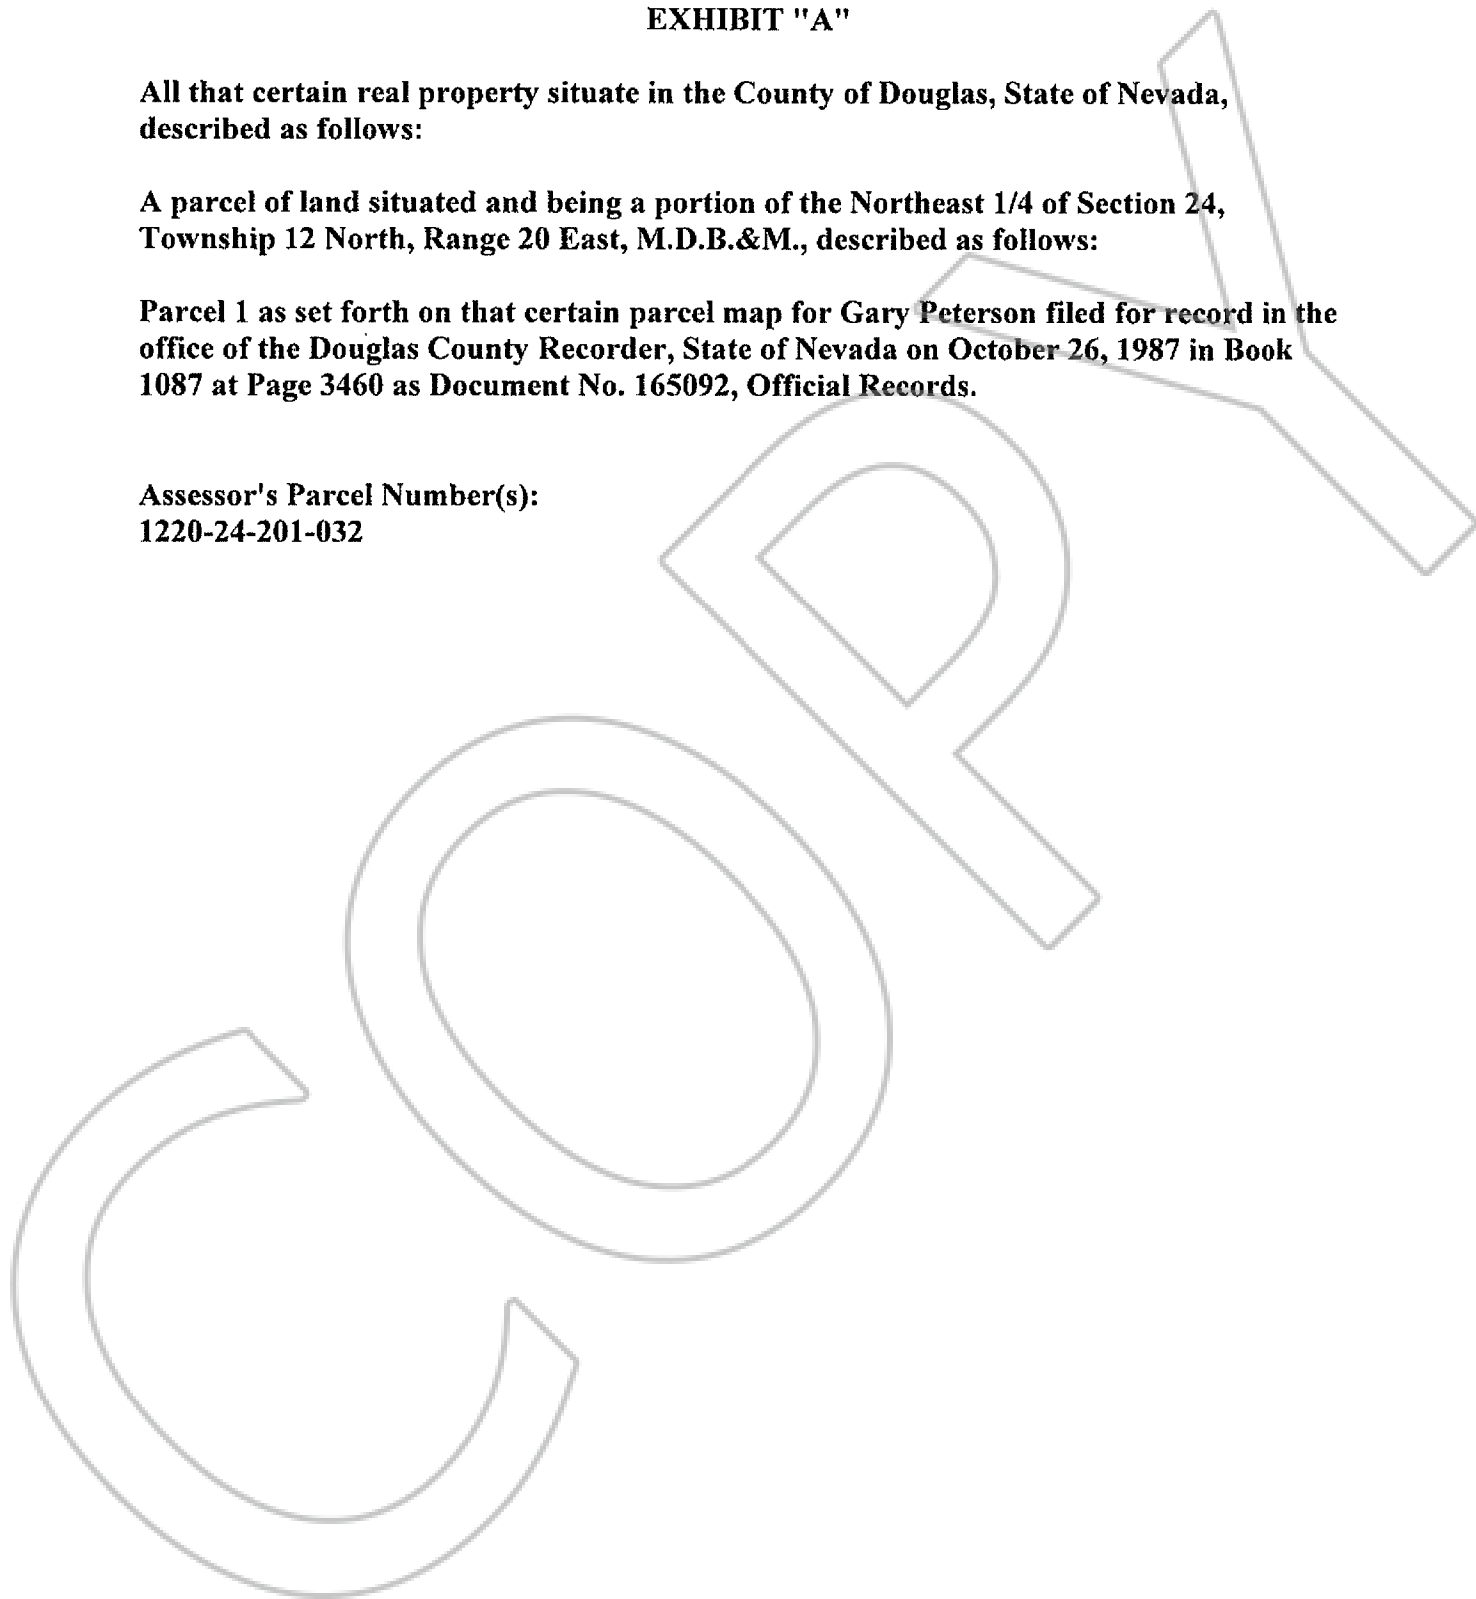 EXHIBIT "A"
All that certain real property situate in the County of Douglas, State of Nevada,
described as follows:
A parcel of land situated and being a portion of the Northeast 1/4 of Section 24,
Township 12 North, Range 20 East, M.D.B.&M., described as follows:
Parcel 1 as set forth on that certain parcel map for Gary Peterson filed for record in the
office of the Douglas County Recorder, State of Nevada on October 26, 1987 in Book
1087 at Page 3460 as Document No. 165092, Official Records.
Assessor's Parcel Number(s):
1220-24-201-032
COPY